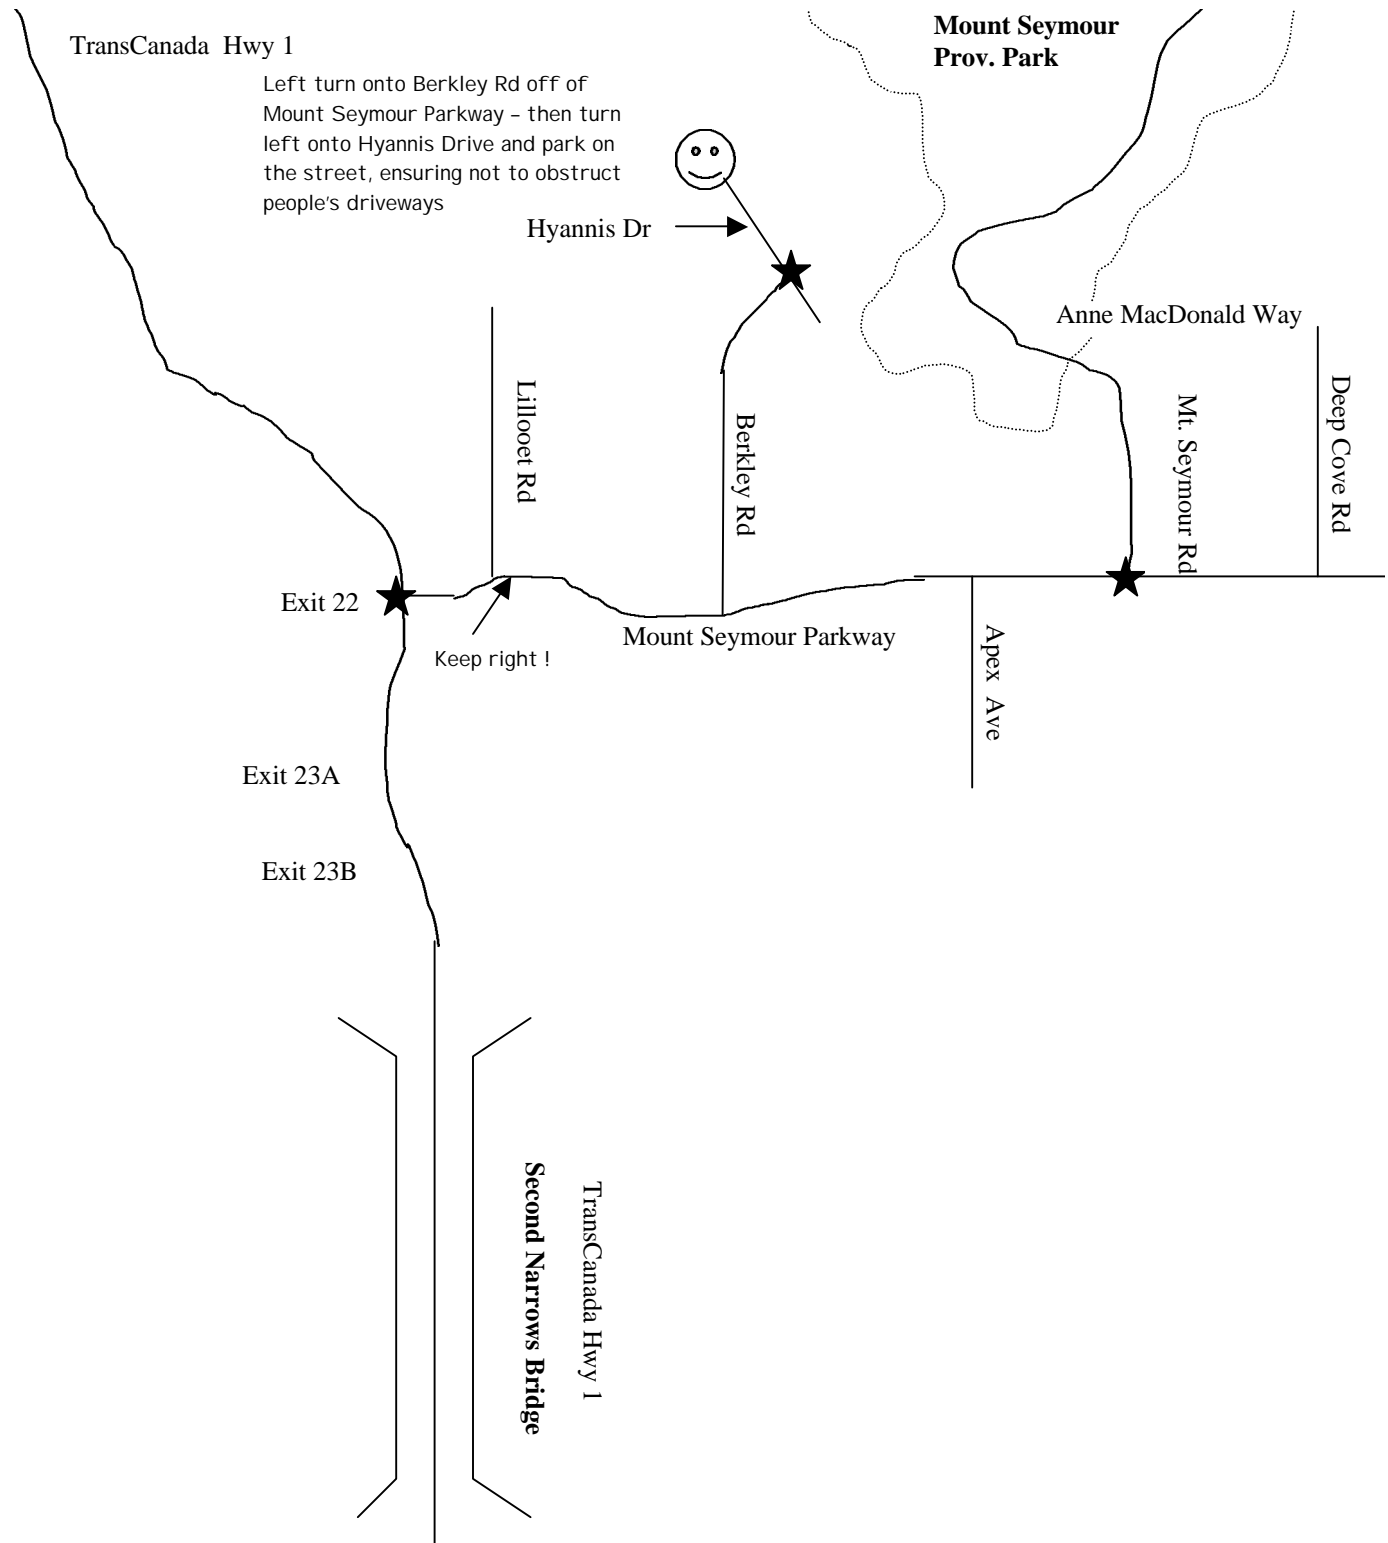 TransCanada  Hwy 1
Mount Seymour
Prov. Park
Left turn onto Berkley Rd off of
Mount Seymour Parkway – then turn
left onto Hyannis Drive and park on
the street, ensuring not to obstruct
people's driveways
Hyannis Dr
Anne MacDonald Way
Lillooet Rd
Berkley Rd
Mt. Seymour Rd
Deep Cove Rd
Exit 22
Keep right !
Mount Seymour Parkway
Apex  Ave
Exit 23A
Exit 23B
Second Narrows Bridge
TransCanada Hwy 1